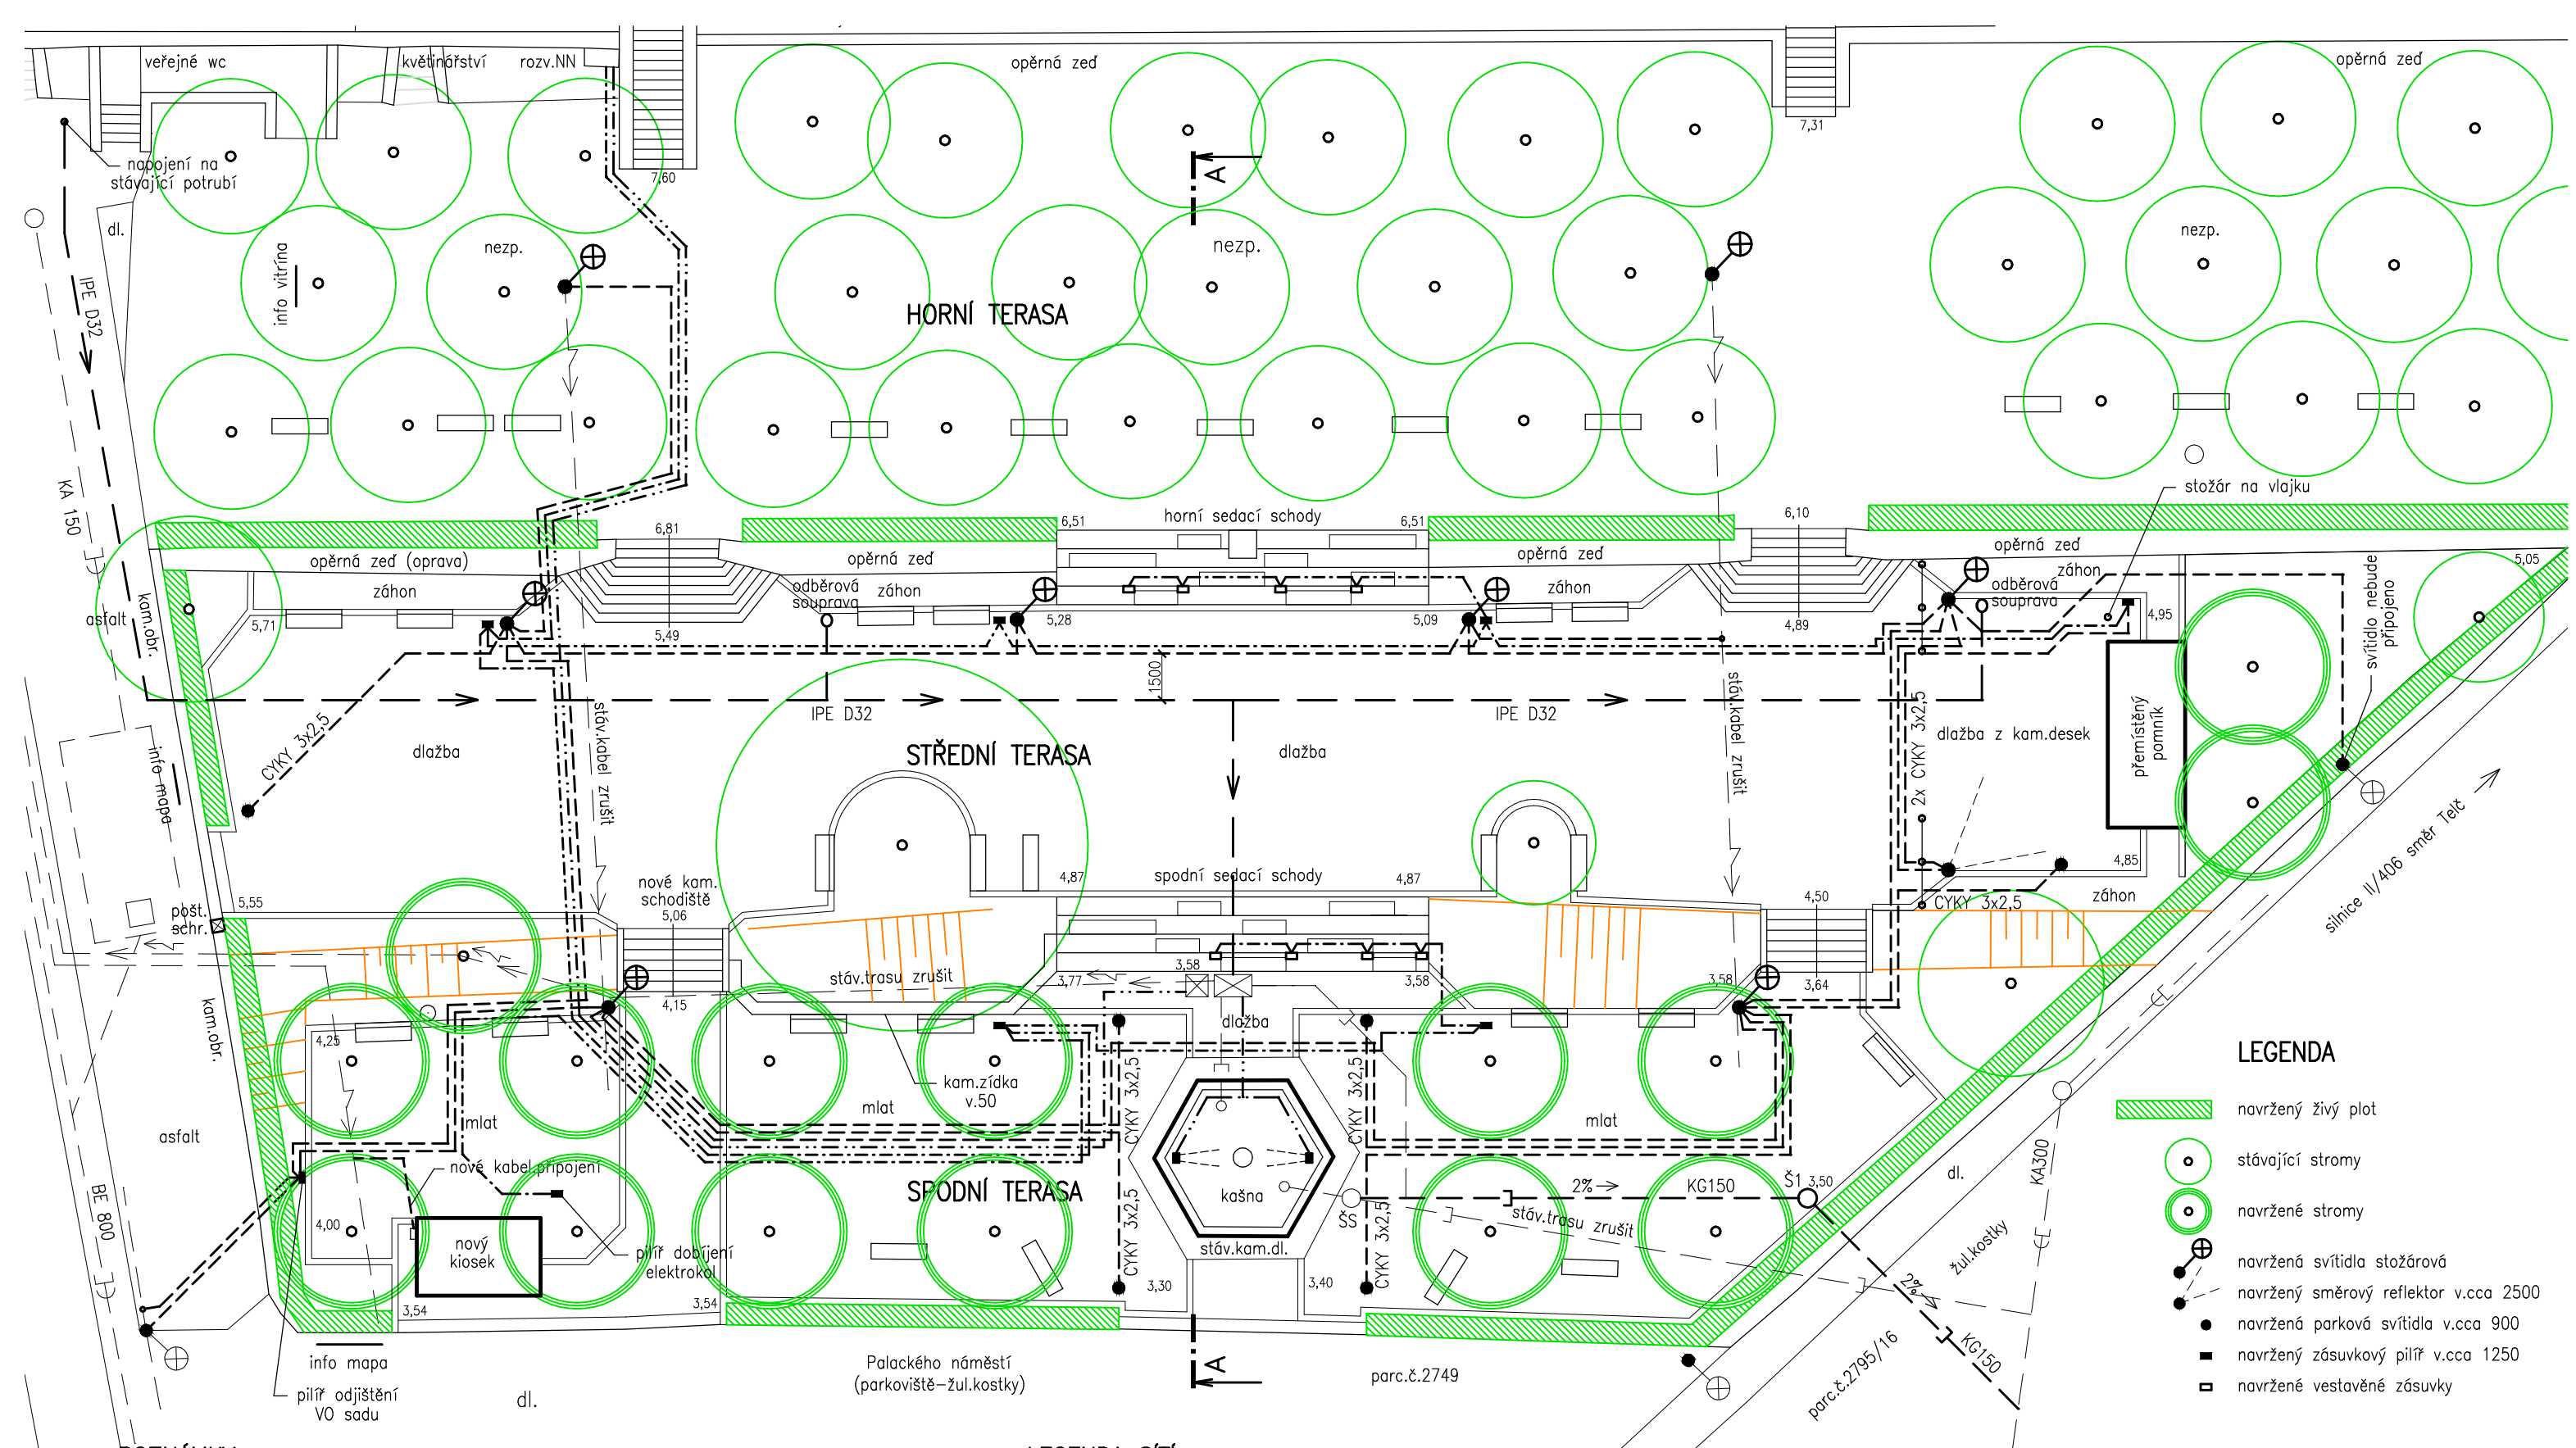 veřejné wc
květinářství
rozv.NN
opěrná zeď
opěrná zeď
7,31
7,60
napojení na
stávající potrubí
A
dl.
info vitrína
nezp.
nezp.
nezp.
IPE D32
HORNÍ TERASA
KA 150
stožár na vlajku
6,81
6,51
horní sedací schody
6,51
6,10
opěrná zeď (oprava)
opěrná zeď
opěrná zeď
opěrná zeď
5,05
záhon
odběrová
souprava
záhon
záhon
záhon
odběrová
souprava
svítidlo nebude
připojeno
asfalt
kam.obr.
5,71
5,49
5,28
5,09
4,89
4,95
1500
IPE D32
IPE D32
CYKY 3x2,5
stáv.kabel zrušit
stáv.kabel zrušit
2x CYKY 3x2,5
dlažba
STŘEDNÍ TERASA
dlažba
dlažba z kam.desek
přemístěný
pomník
info mapa
silnice II/406 směr Telč
nové kam.
schodiště
5,06
4,87
spodní sedací schody
4,87
4,50
4,85
záhon
CYKY 3x2,5
5,55
pošt.
schr.
kam.obr.
stáv.trasu zrušit
3,77
3,58
3,58
3,58
3,64
4,15
4,25
dlažba
kam.zídka
v.50
mlat
mlat
mlat
CYKY 3x2,5
CYKY 3x2,5
asfalt
nové kabel.připojení
BE 800
SPODNÍ TERASA
kašna
2%
KG150
Š1 3,50
ŠS
stáv.trasu zrušit
CYKY 3x2,5
CYKY 3x2,5
dl.
KA300
žul.kostky
4,00
nový
kiosek
pilíř dobíjení
elektrokol
stáv.kam.dl.
3,30
3,40
3,54
3,54
2%
KG150
info mapa
pilíř odjištění
VO sadu
dl.
Palackého náměstí
(parkoviště-žul.kostky)
A
parc.č.2749
parc.č.2795/16
LEGENDA
navržený živý plot
stávající stromy
navržené stromy
navržená svítidla stožárová
navržený směrový reflektor v.cca 2500
navržená parková svítidla v.cca 900
navržený zásuvkový pilíř v.cca 1250
navržené vestavěné zásuvky